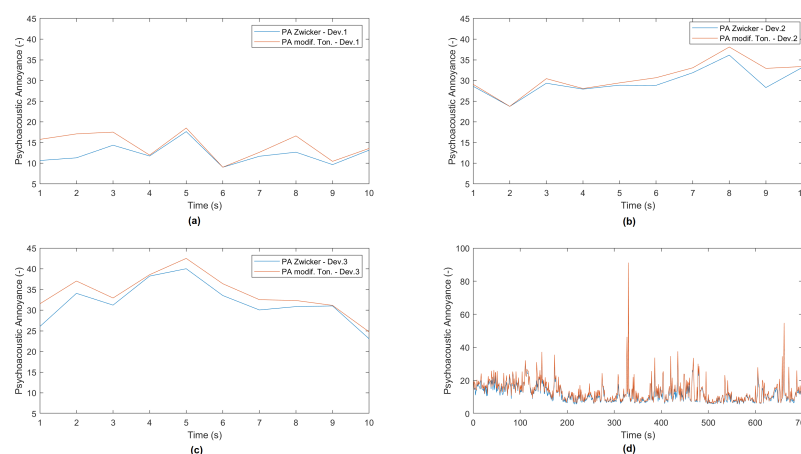 45
40
35
30
25
20
15
10
5
Psychoacoustic Annoyance (-)
PA Zwicker - Dev.1
PA modif. Ton. - Dev.1
1 2 3 4 5 6 7 8 9 10
Time (s)
(a)
45
40
35
30
25
20
15
10
5
Psychoacoustic Annoyance (-)
PA Zwicker - Dev.2
PA modif. Ton. - Dev.2
1 2 3 4 5 6 7 8 9 1
Time (s)
(b)
45
40
35
30
25
20
15
10
5
Psychoacoustic Annoyance (-)
PA Zwicker - Dev.3
PA modif. Ton. - Dev.3
1 2 3 4 5 6 7 8 9 10
Time (s)
(c)
100
80
60
40
20
0
Psychoacoustic Annoyance (-)
0 100 200 300 400 500 600 70
Time (s)
(d)